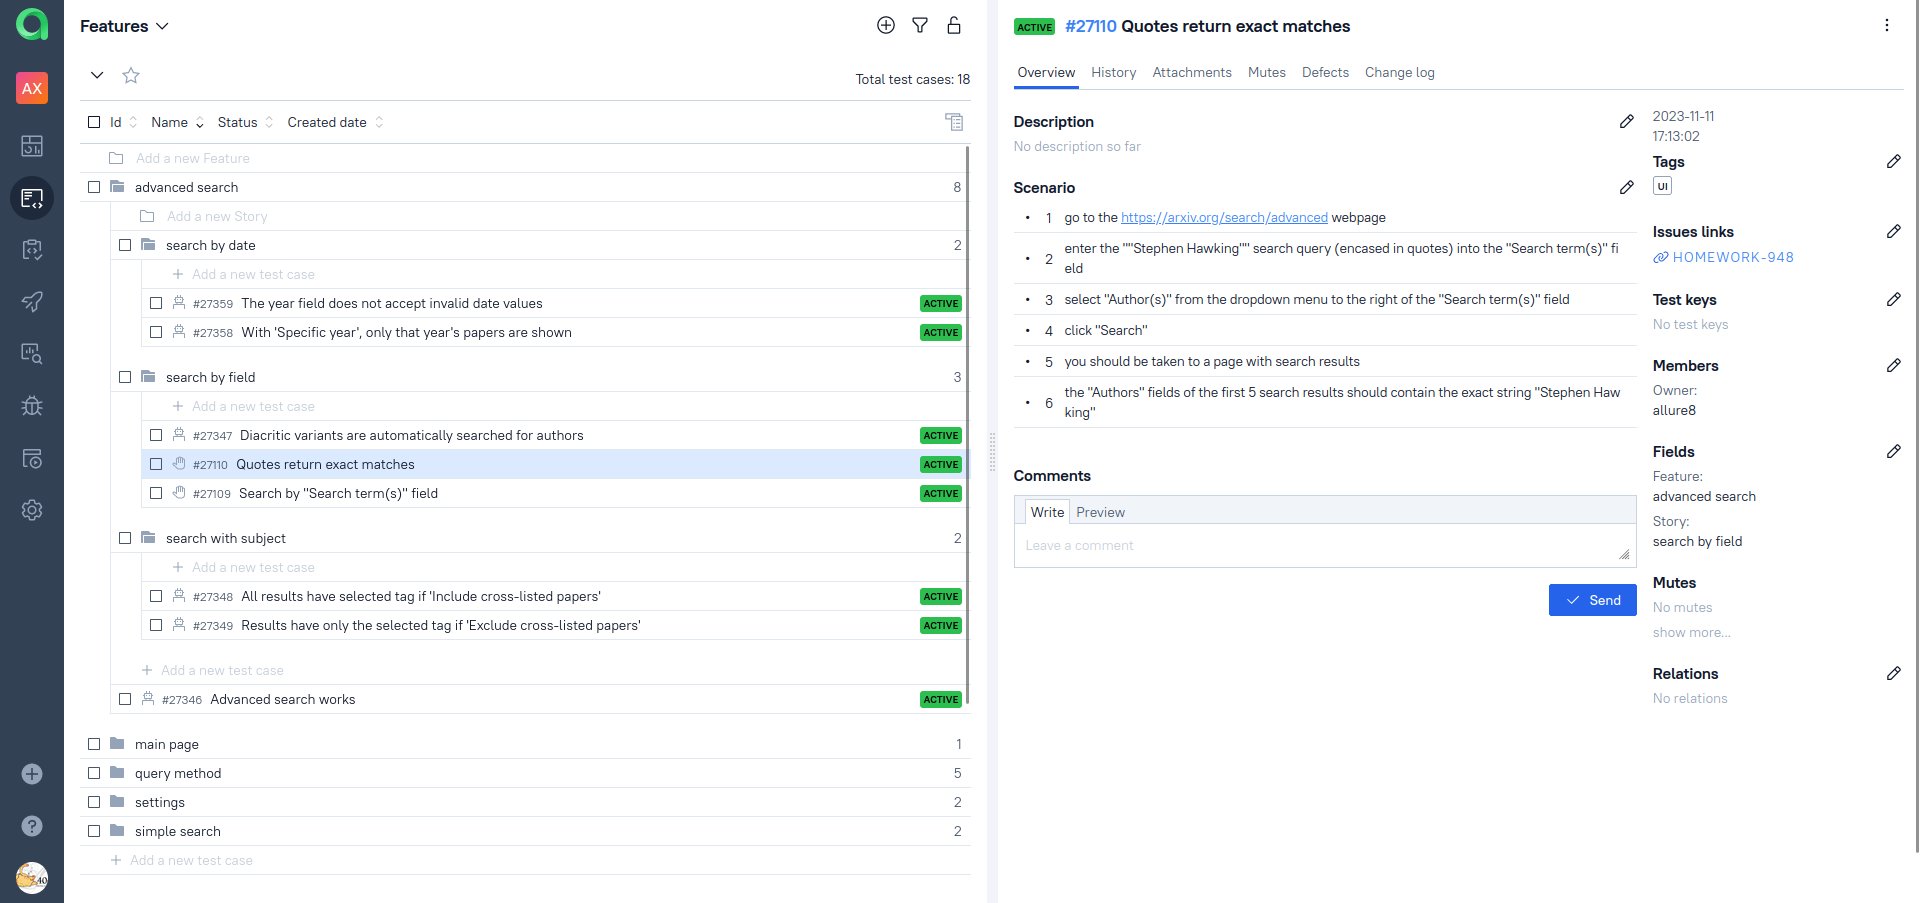 Features
Total test cases: 18
Id Name Status Created date
Add a new Feature
advanced search 8
Add a new Story
search by date 2
Add a new test case
#27359 The year field does not accept invalid date values ACTIVE
#27358 With 'Specific year', only that year's papers are shown ACTIVE
search by field 3
Add a new test case
#27347 Diacritic variants are automatically searched for authors ACTIVE
#27110 Quotes return exact matches ACTIVE
#27109 Search by "Search term(s)" field ACTIVE
search with subject 2
Add a new test case
#27348 All results have selected tag if 'Include cross-listed papers' ACTIVE
#27349 Results have only the selected tag if 'Exclude cross-listed papers' ACTIVE
Add a new test case
#27346 Advanced search works ACTIVE
main page 1
query method 5
settings 2
simple search 2
Add a new test case
AX
40
ACTIVE #27110 Quotes return exact matches
Overview History Attachments Mutes Defects Change log
Description
No description so far
Scenario
• 1 go to the https://arxiv.org/search/advanced webpage
• 2 enter the ""Stephen Hawking"" search query (encased in quotes) into the "Search term(s)" fi
eld
• 3 select "Author(s)" from the dropdown menu to the right of the "Search term(s)" field
• 4 click "Search"
• 5 you should be taken to a page with search results
• 6 the "Authors" fields of the first 5 search results should contain the exact string "Stephen Haw
king"
Comments
Write Preview
Leave a comment
Send
2023-11-11
17:13:02
Tags
UI
Issues links
HOMEWORK-948
Test keys
No test keys
Members
Owner:
allure8
Fields
Feature:
advanced search
Story:
search by field
Mutes
No mutes
show more...
Relations
No relations